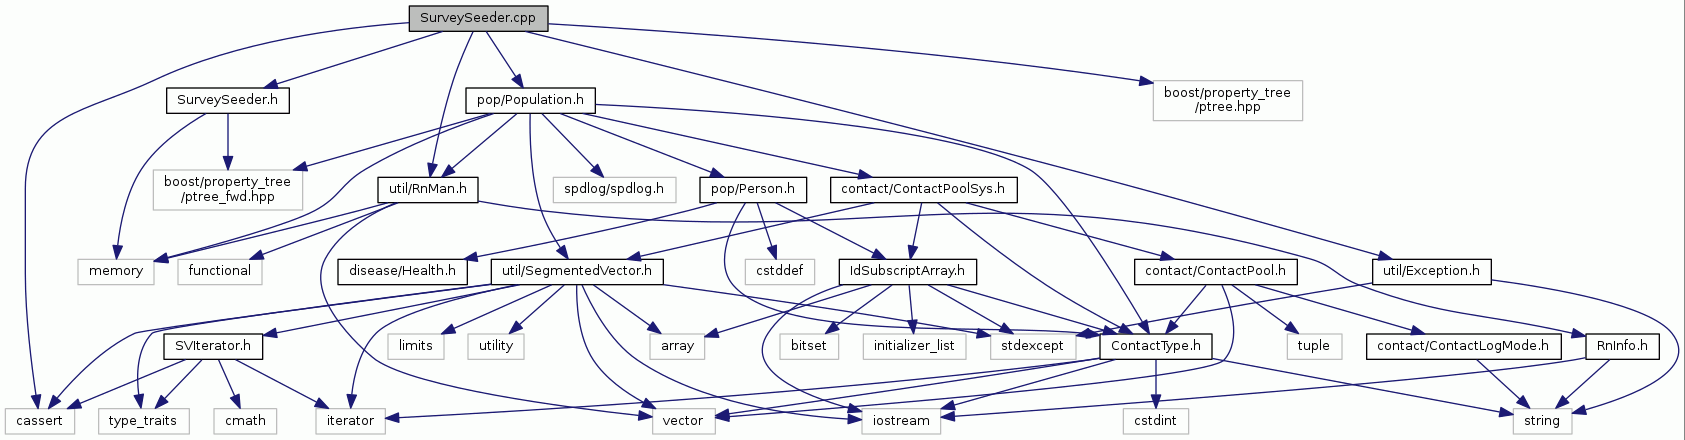 SurveySeeder.cpp
SurveySeeder.h
pop/Population.h
boost/property_tree
/ptree.hpp
boost/property_tree
/ptree_fwd.hpp
util/RnMan.h
spdlog/spdlog.h
pop/Person.h
contact/ContactPoolSys.h
memory
functional
disease/Health.h
util/SegmentedVector.h
cstddef
IdSubscriptArray.h
contact/ContactPool.h
util/Exception.h
SVIterator.h
limits
utility
array
bitset
initializer_list
stdexcept
ContactType.h
tuple
contact/ContactLogMode.h
RnInfo.h
cassert
type_traits
cmath
iterator
vector
iostream
cstdint
string